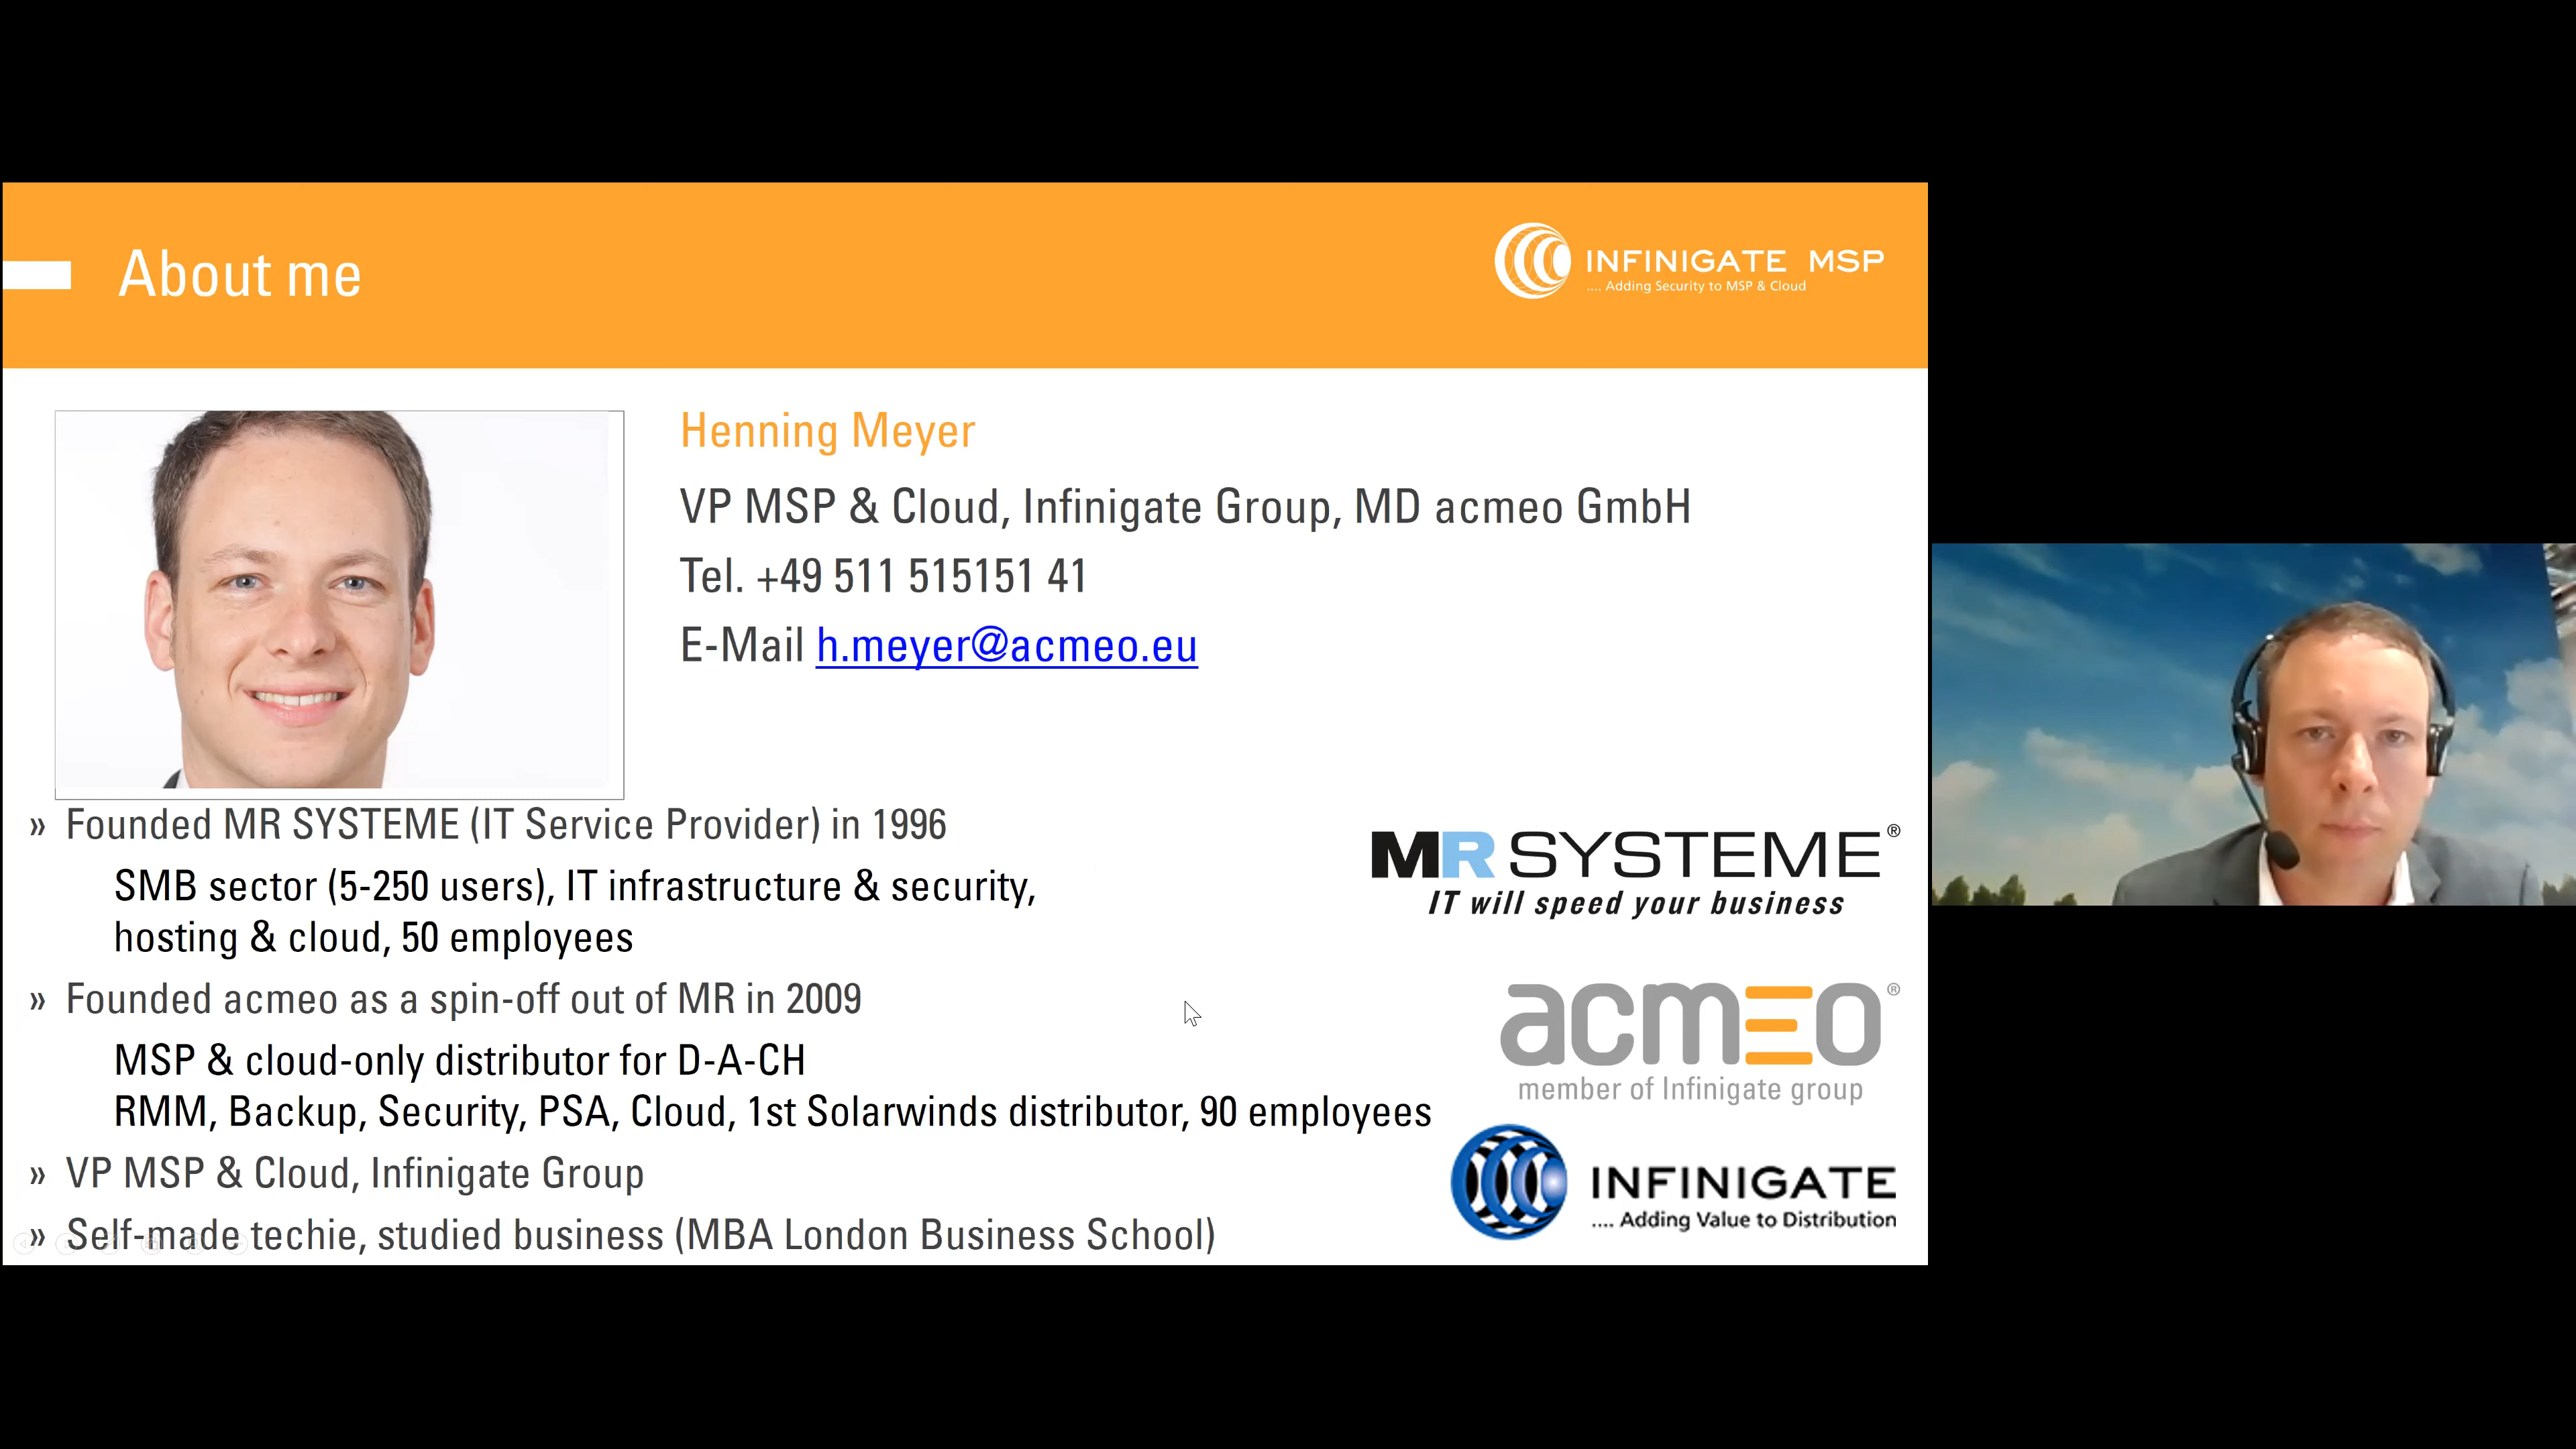 About me
INFINIGATE MSP
.... Adding Security to MSP & Cloud
Henning Meyer
VP MSP & Cloud, Infinigate Group, MD acmeo GmbH
Tel. +49 511 515151 41
E-Mail h.meyer@acmeo.eu
» Founded MR SYSTEME (IT Service Provider) in 1996
SMB sector (5-250 users), IT infrastructure & security,
hosting & cloud, 50 employees
» Founded acmeo as a spin-off out of MR in 2009
MSP & cloud-only distributor for D-A-CH
RMM, Backup, Security, PSA, Cloud, 1st Solarwinds distributor, 90 employees
» VP MSP & Cloud, Infinigate Group
» Self-made techie, studied business (MBA London Business School)
MR SYSTEME®
IT will speed your business
acmeo®
member of Infinigate group
INFINIGATE
.... Adding Value to Distribution